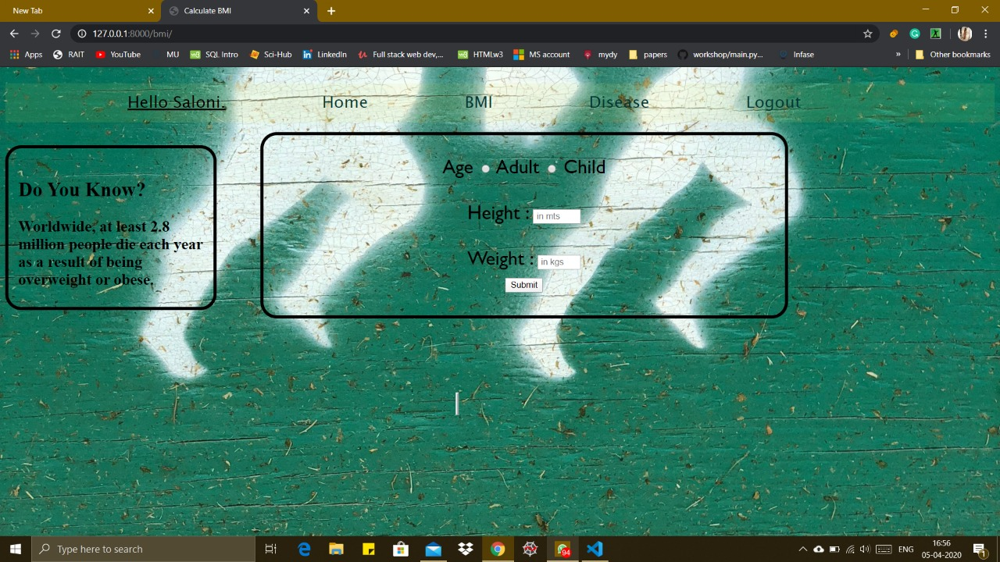 New Tab
Calculate BMI
127.0.0.1:8000/bmi/
Apps RAIT YouTube MU SQL Intro Sci-Hub LinkedIn Full stack web dev,... HTMLw3 MS account mydy papers workshop/main.py... Infase » Other bookmarks
Hello Saloni. Home BMI Disease Logout
Do You Know?
Worldwide, at least 2.8
million people die each year
as a result of being
overweight or obese.
Age Adult Child
Height : in mts
Weight : in kgs
Submit
Type here to search
94
ENG
16:56
05-04-2020
1